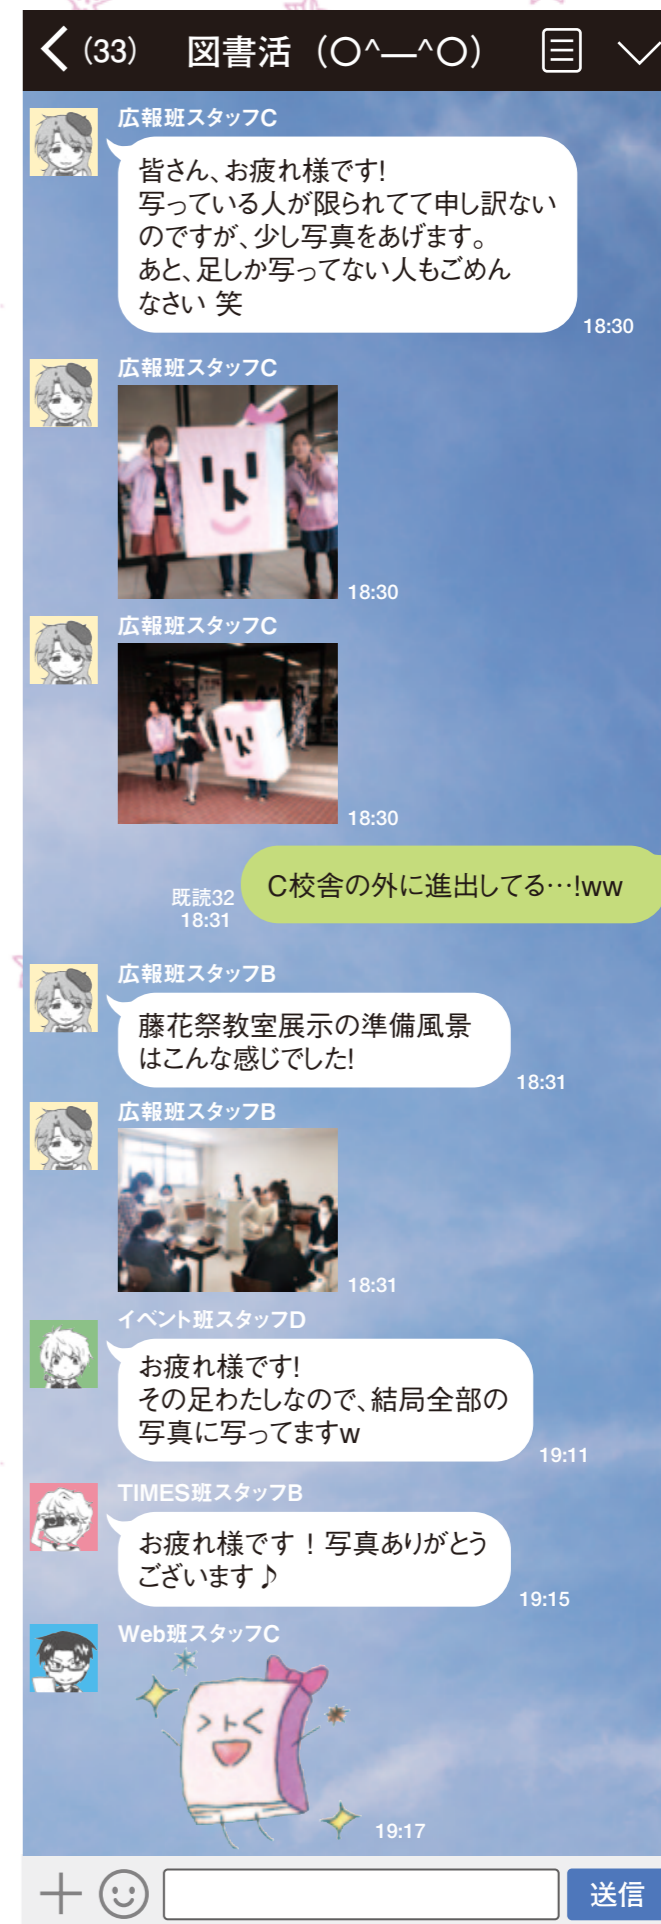 (33) 図書活（〇^―^〇）
広報班スタッフC
皆さん、お疲れ様です!
写っている人が限られてて申し訳ない
のですが、少し写真をあげます。
あと、足しか写ってない人もごめん
なさい 笑
18:30
広報班スタッフC
18:30
広報班スタッフC
18:30
C校舎の外に進出してる…!ww
既読32
18:31
広報班スタッフB
藤花祭教室展示の準備風景
はこんな感じでした!
18:31
広報班スタッフB
18:31
イベント班スタッフD
お疲れ様です!
その足わたしなので、結局全部の
写真に写ってますw
19:11
TIMES班スタッフB
お疲れ様です！写真ありがとう
ございます♪
19:15
Web班スタッフC
19:17
送信